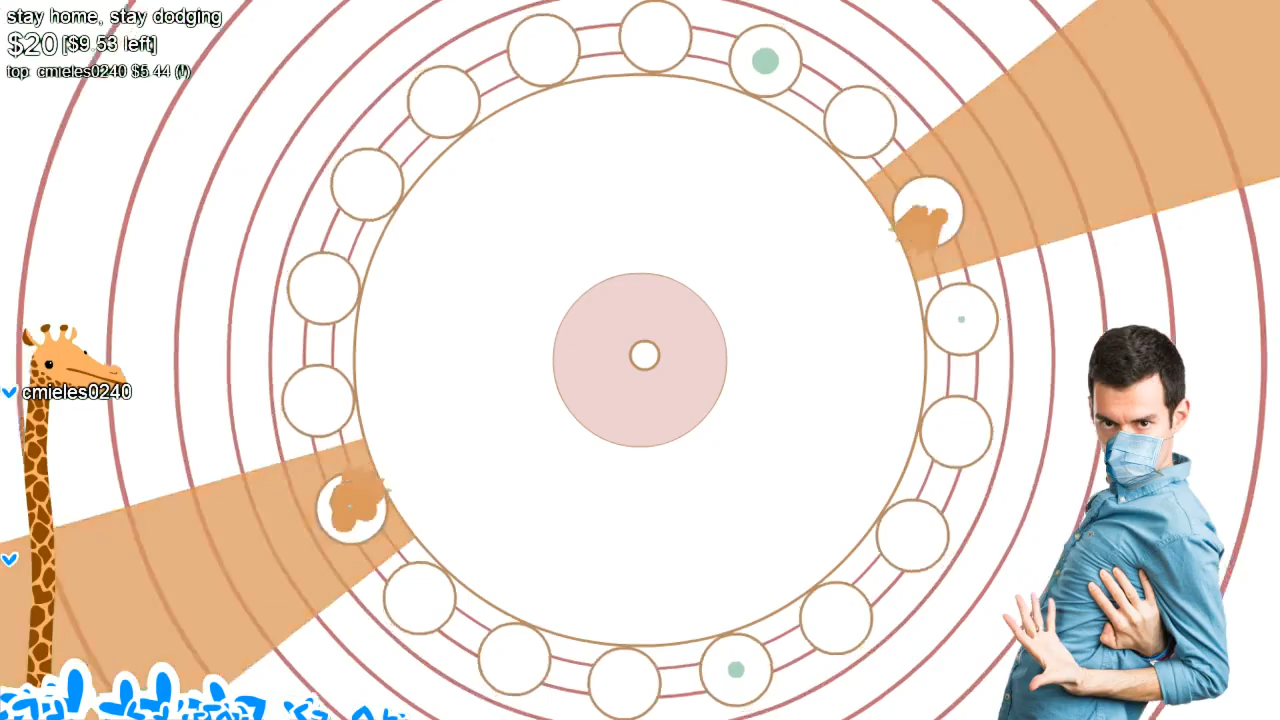 stay home, stay dodging
$20 [$9.53 left]
top cmieles0240 $5.44 (!)
cmieles0240